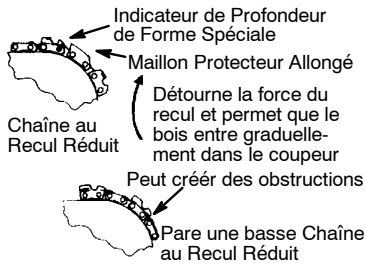 Indicateur de Profondeur
de Forme Spéciale
Maillon Protecteur Allongé
Détourne la force du
recul et permet que le
bois entre graduelle-
ment dans le coupeur
Chaîne au
Recul Réduit
Peut créér des obstructions
Pare une basse Chaîne
au Recul Réduit